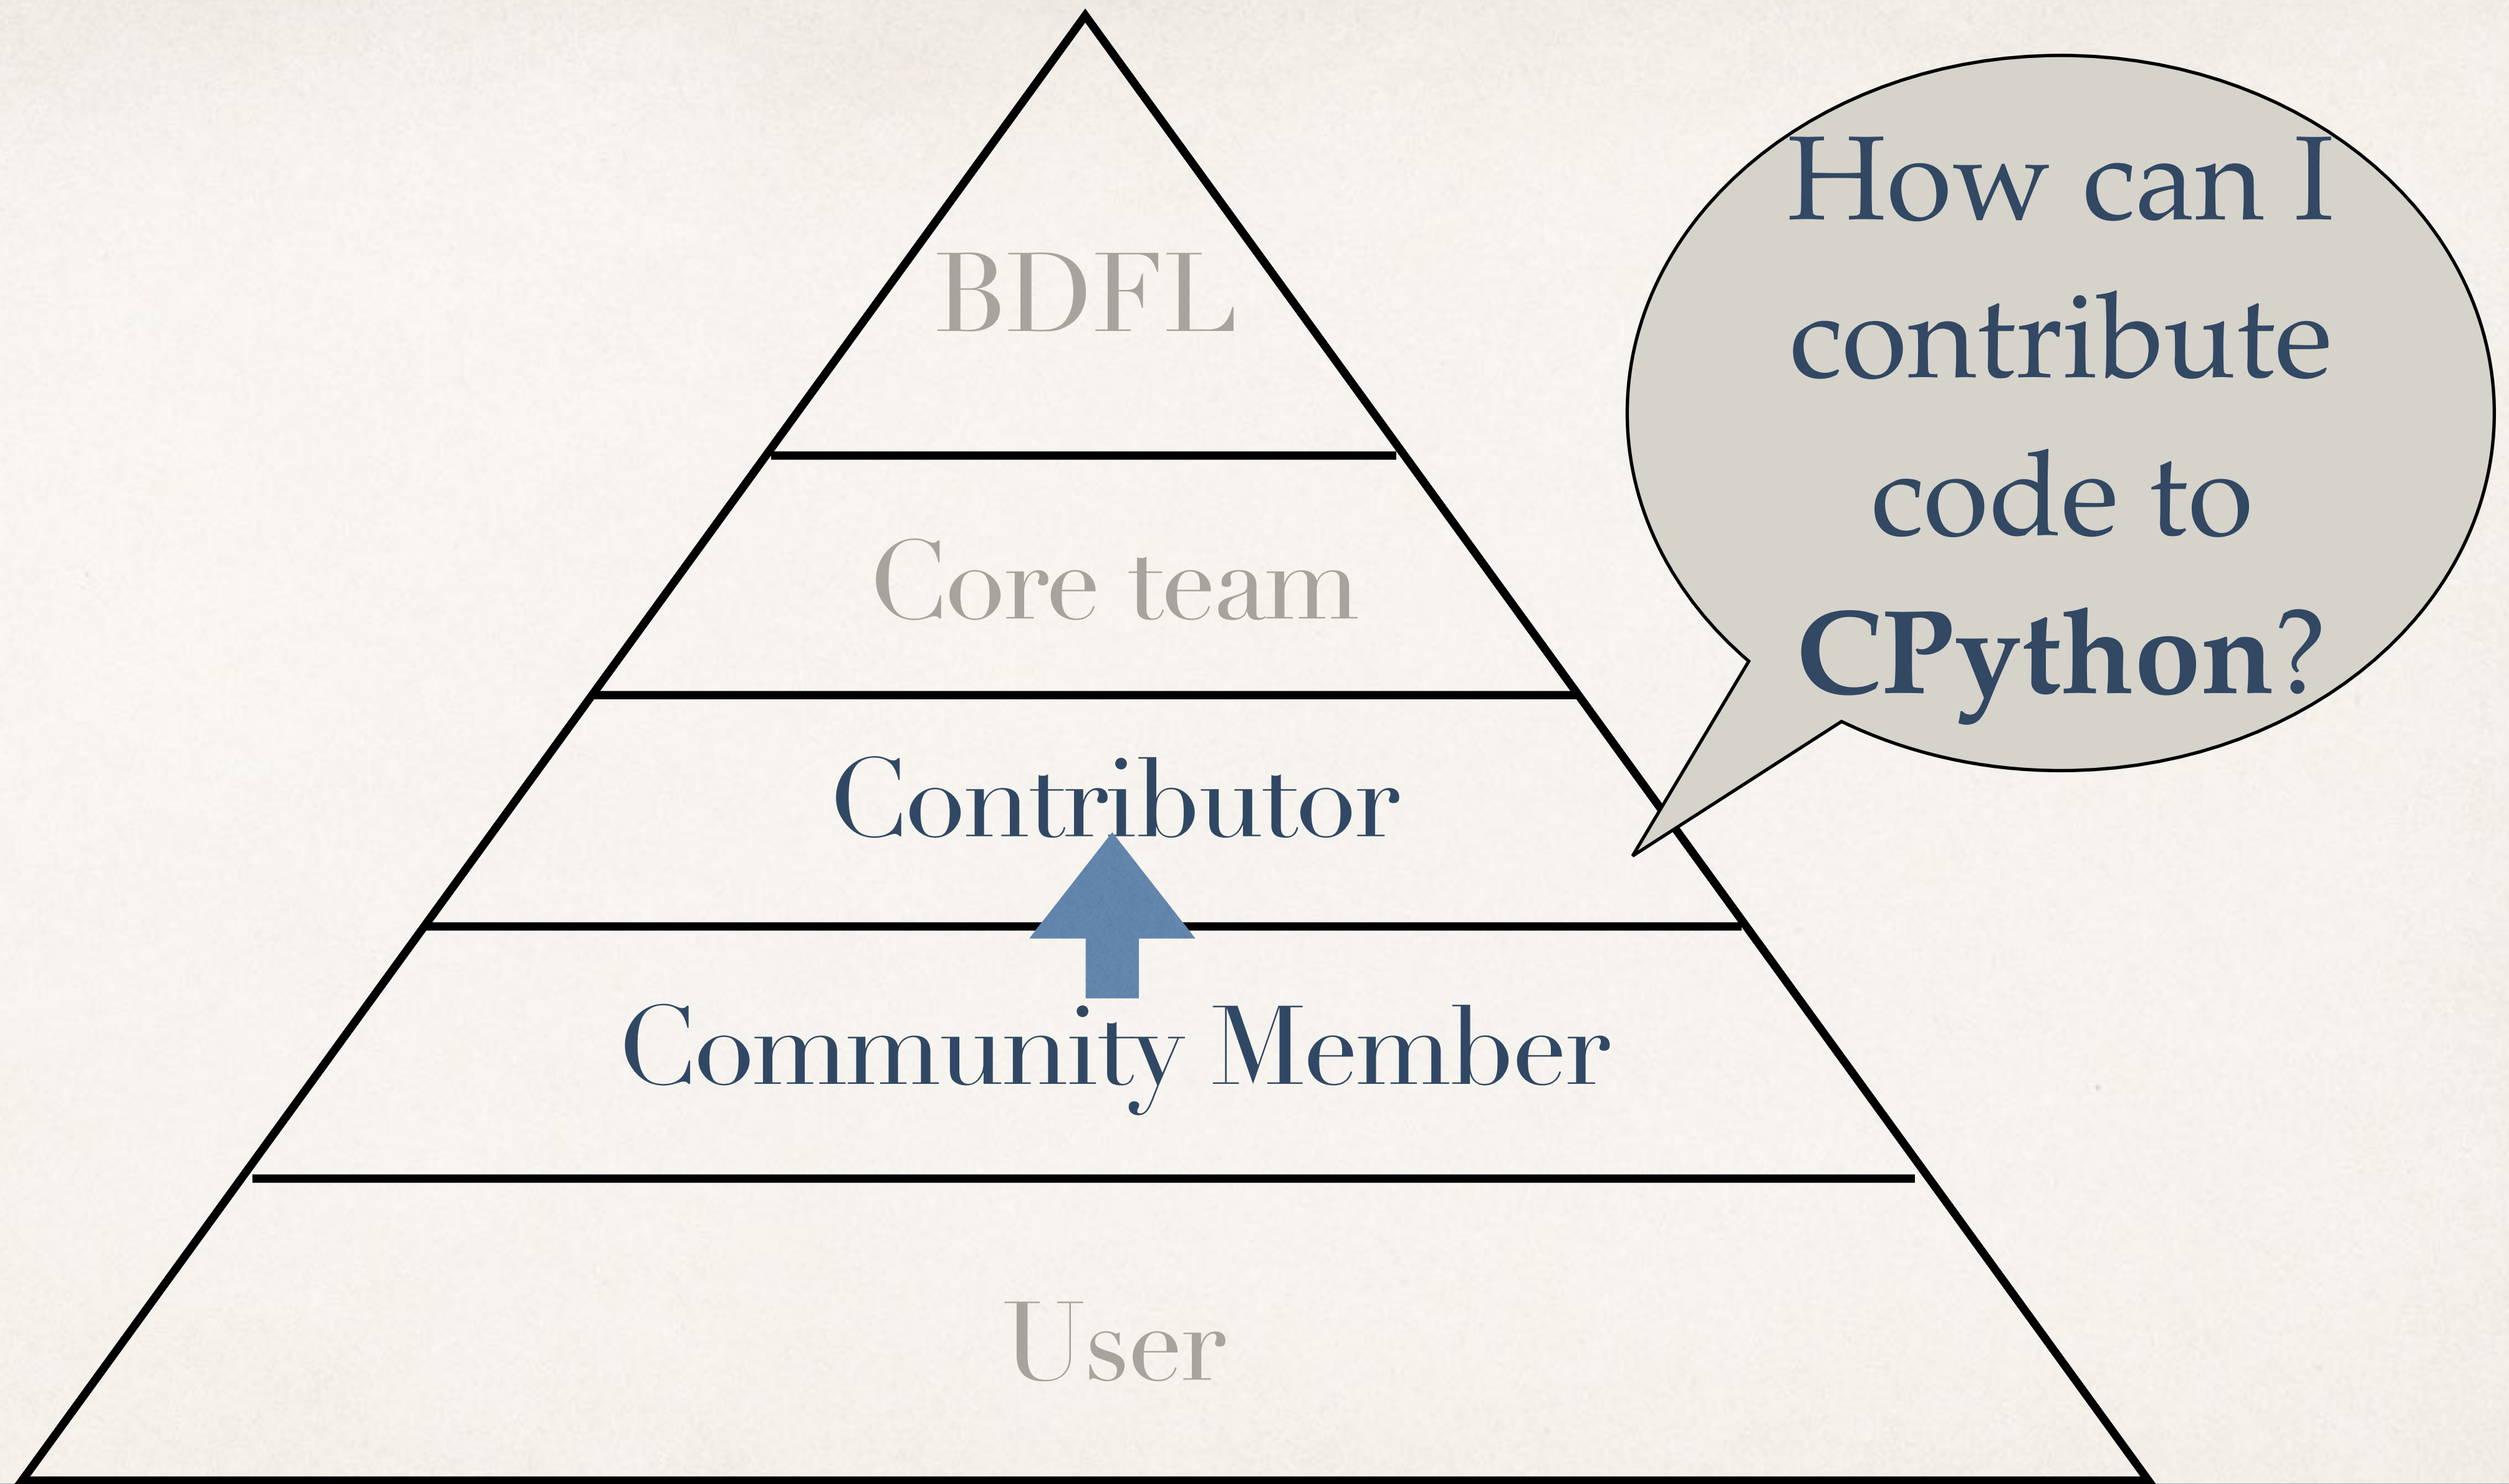 BDFL
Core team
Contributor
Community Member
User
How can I
contribute
code to
CPython?